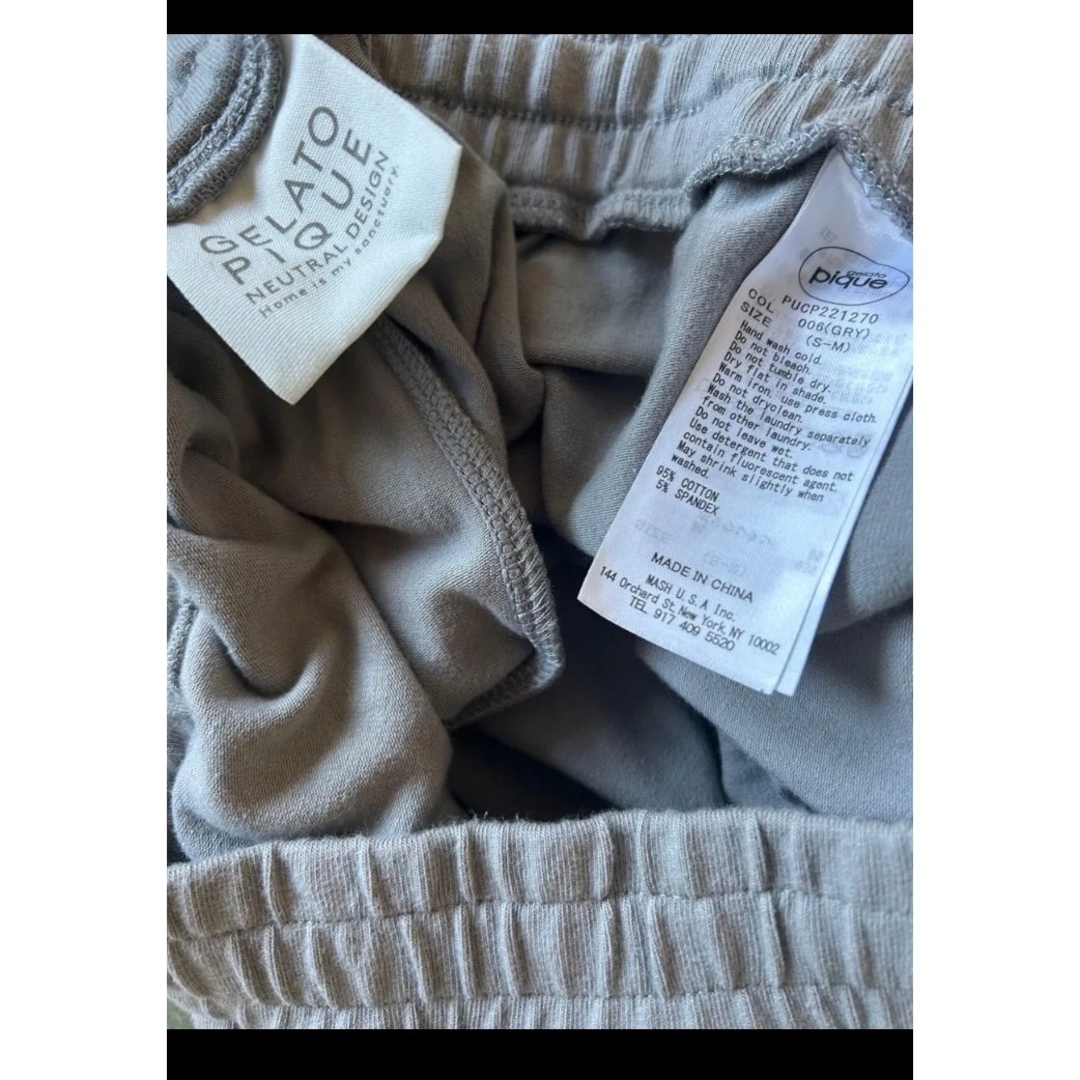 GELATO
PIQUE
NEUTRAL DESIGN
Home is my sanctuary.
gelato
pique
PUCP221270
COL 006(GRY)
SIZE (S-M)
Hand wash cold.
Do not bleach.
Do not tumble dry.
Dry flat in shade.
Warm iron, use press cloth.
Do not dryclean.
Wash the laundry separately
from other laundry.
Do not leave wet.
Use detergent that does not
contain fluorescent agent.
May shrink slightly when
washed.
95% COTTON
5% SPANDEX
MADE IN CHINA
MASH U.S.A Inc.
144 Orchard St,New York,NY 10002
TEL 917 409 5520